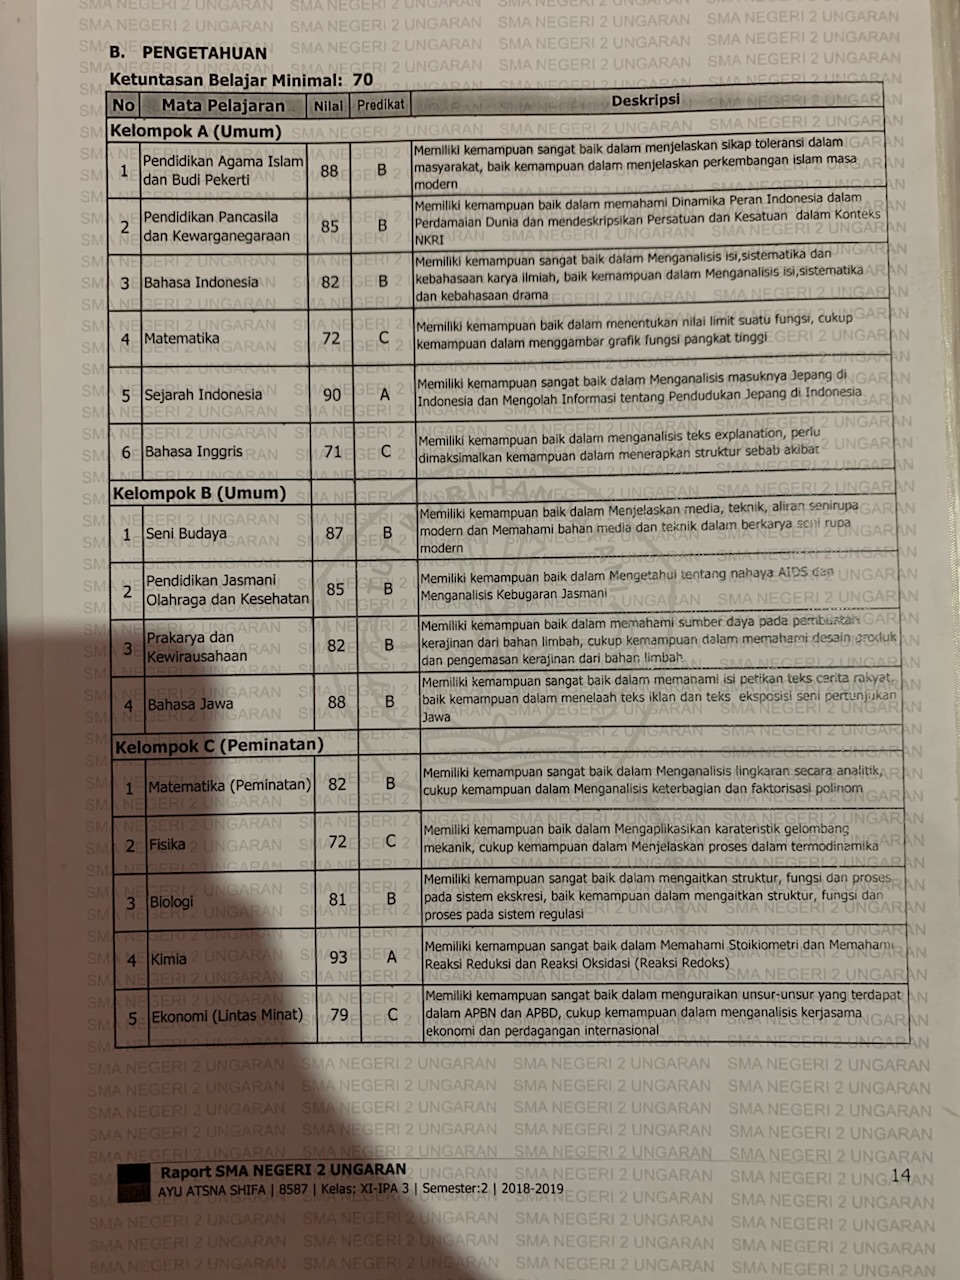 B. PENGETAHUAN
Ketuntasan Belajar Minimal: 70
No Mata Pelajaran Nilai Predikat Deskripsi
Kelompok A (Umum)
1 Pendidikan Agama Islam dan Budi Pekerti 88 B Memiliki kemampuan sangat baik dalam menjelaskan sikap toleransi dalam
masyarakat, baik kemampuan dalam menjelaskan perkembangan islam masa
modern
2 Pendidikan Pancasila dan Kewarganegaraan 85 B Memiliki kemampuan baik dalam memahami Dinamika Peran Indonesia dalam
Perdamaian Dunia dan mendeskripsikan Persatuan dan Kesatuan dalam Konteks
NKRI
3 Bahasa Indonesia 82 B Memiliki kemampuan sangat baik dalam Menganalisis isi,sistematika dan
kebahasaan karya ilmiah, baik kemampuan dalam Menganalisis isi,sistematika
dan kebahasaan drama
4 Matematika 72 C Memiliki kemampuan baik dalam menentukan nilai limit suatu fungsi, cukup
kemampuan dalam menggambar grafik fungsi pangkat tinggi
5 Sejarah Indonesia 90 A Memiliki kemampuan sangat baik dalam Menganalisis masuknya Jepang di
Indonesia dan Mengolah Informasi tentang Pendudukan Jepang di Indonesia
6 Bahasa Inggris 71 C Memiliki kemampuan baik dalam menganalisis teks explanation, perlu
dimaksimalkan kemampuan dalam menerapkan struktur sebab akibat
Kelompok B (Umum)
1 Seni Budaya 87 B Memiliki kemampuan baik dalam Menjelaskan media, teknik, aliran senirupa
modern dan Memahami bahan media dan teknik dalam berkarya seni rupa
modern
2 Pendidikan Jasmani Olahraga dan Kesehatan 85 B Memiliki kemampuan baik dalam Mengetahui tentang bahaya AIDS dan
Menganalisis Kebugaran Jasmani
3 Prakarya dan Kewirausahaan 82 B Memiliki kemampuan baik dalam memahami sumber daya pada pembuatan
kerajinan dari bahan limbah, cukup kemampuan dalam memahami desain produk
dan pengemasan kerajinan dari bahan limbah
4 Bahasa Jawa 88 B Memiliki kemampuan sangat baik dalam memahami isi petikan teks cerita rakyat,
baik kemampuan dalam menelaah teks iklan dan teks eksposisi seni pertunjukan
Jawa
Kelompok C (Peminatan)
1 Matematika (Peminatan) 82 B Memiliki kemampuan sangat baik dalam Menganalisis lingkaran secara analitik,
cukup kemampuan dalam Menganalisis keterbagian dan faktorisasi polinom
2 Fisika 72 C Memiliki kemampuan baik dalam Mengaplikasikan karateristik gelombang
mekanik, cukup kemampuan dalam Menjelaskan proses dalam termodinamika
3 Biologi 81 B Memiliki kemampuan sangat baik dalam mengaitkan struktur, fungsi dan proses
pada sistem ekskresi, baik kemampuan dalam mengaitkan struktur, fungsi dan
proses pada sistem regulasi
4 Kimia 93 A Memiliki kemampuan sangat baik dalam Memahami Stoikiometri dan Memahami
Reaksi Reduksi dan Reaksi Oksidasi (Reaksi Redoks)
5 Ekonomi (Lintas Minat) 79 C Memiliki kemampuan sangat baik dalam menguraikan unsur-unsur yang terdapat
dalam APBN dan APBD, cukup kemampuan dalam menganalisis kerjasama
ekonomi dan perdagangan internasional
SMA NEGERI 2 UNGARAN
Raport SMA NEGERI 2 UNGARAN
AYU ATSNA SHIFA | 8587 | Kelas: XI-IPA 3 | Semester:2 | 2018-2019
14